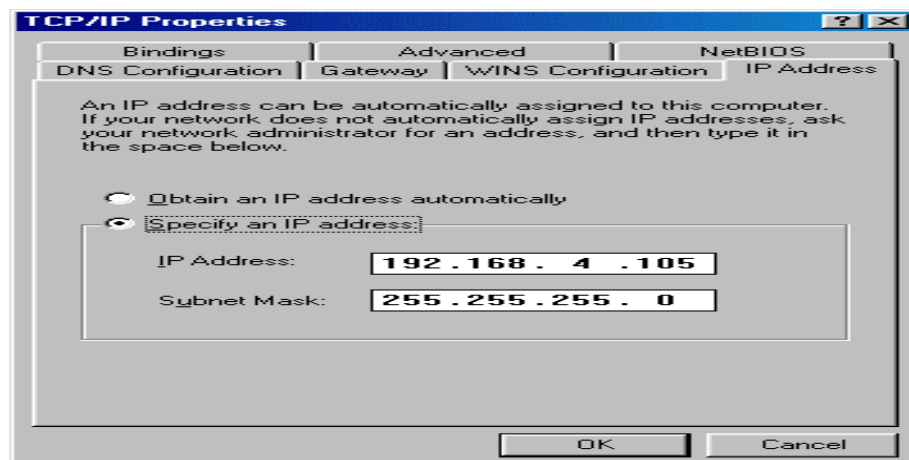 TCP/IP Properties
? ×
Bindings Advanced NetBIOS
DNS Configuration Gateway WINS Configuration IP Address
An IP address can be automatically assigned to this computer.
If your network does not automatically assign IP addresses, ask
your network administrator for an address, and then type it in
the space below.
Obtain an IP address automatically
Specify an IP address:
IP Address: 192.168. 4 .105
Subnet Mask: 255.255.255. 0
OK Cancel